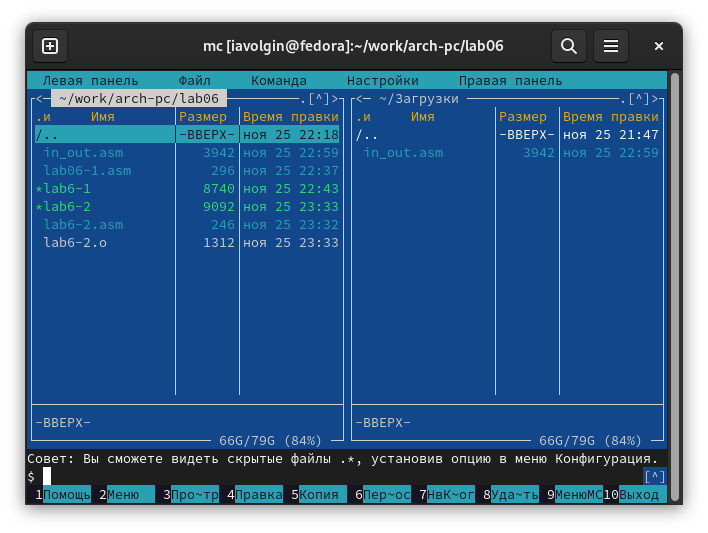 mc [iavolgin@fedora]:~/work/arch-pc/lab06
Левая панель Файл Команда Настройки Правая панель
<— ~/work/arch-pc/lab06 .[^]> <— ~/Загрузки .[^]>
.и Имя Размер Время правки .и Имя Размер Время правки
/.. -ВВЕРХ- ноя 25 22:18 /.. -ВВЕРХ- ноя 25 21:47
in_out.asm 3942 ноя 25 22:59 in_out.asm 3942 ноя 25 22:59
lab06-1.asm 296 ноя 25 22:37
*lab6-1 8740 ноя 25 22:43
*lab6-2 9092 ноя 25 23:33
lab6-2.asm 246 ноя 25 23:32
lab6-2.o 1312 ноя 25 23:33
-ВВЕРХ- -ВВЕРХ-
66G/79G (84%) 66G/79G (84%)
Совет: Вы сможете видеть скрытые файлы .*, установив опцию в меню Конфигурация.
$ [^]
1Помощь 2Меню 3Про~тр 4Правка 5Копия 6Пер~ос 7НвК~ог 8Уда~ть 9МенюMC 10Выход